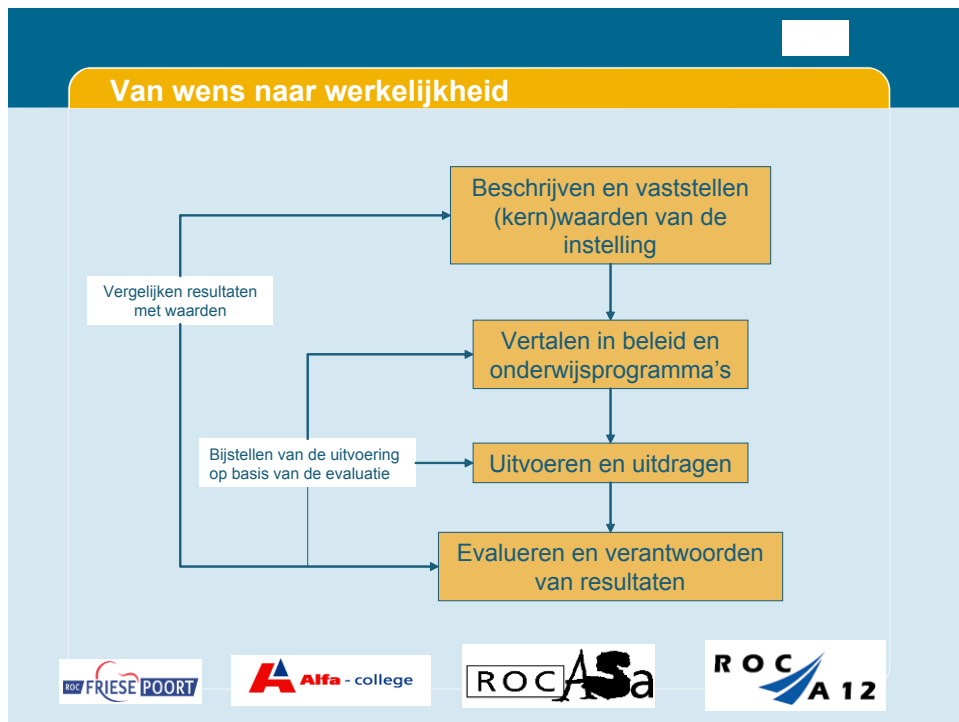 Van wens naar werkelijkheid
Beschrijven en vaststellen
(kern)waarden van de
instelling
Vergelijken resultaten
met waarden
Vertalen in beleid en
onderwijsprogramma's
Bijstellen van de uitvoering
op basis van de evaluatie
Uitvoeren en uitdragen
Evalueren en verantwoorden
van resultaten
ROC FRIESE POORT
Alfa - college
ROC ASa
ROC
A 12